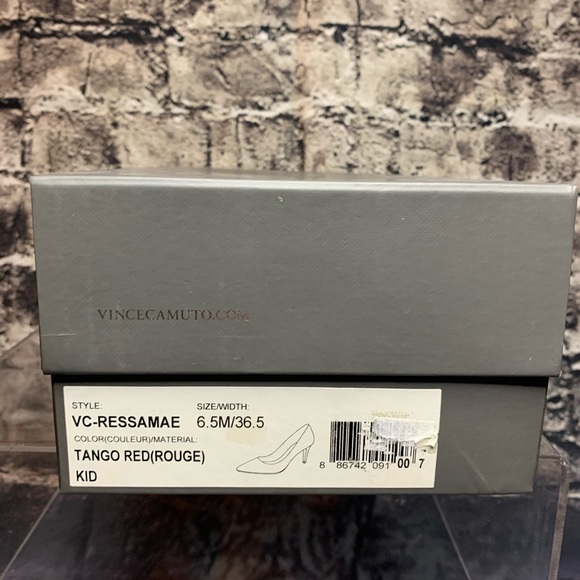 VINCECAMUTO.COM
STYLE: SIZE/WIDTH:
VC-RESSAMAE 6.5M/36.5
COLOR(COULEUR)/MATERIAL:
TANGO RED(ROUGE)
KID
8 86742 091 00 7